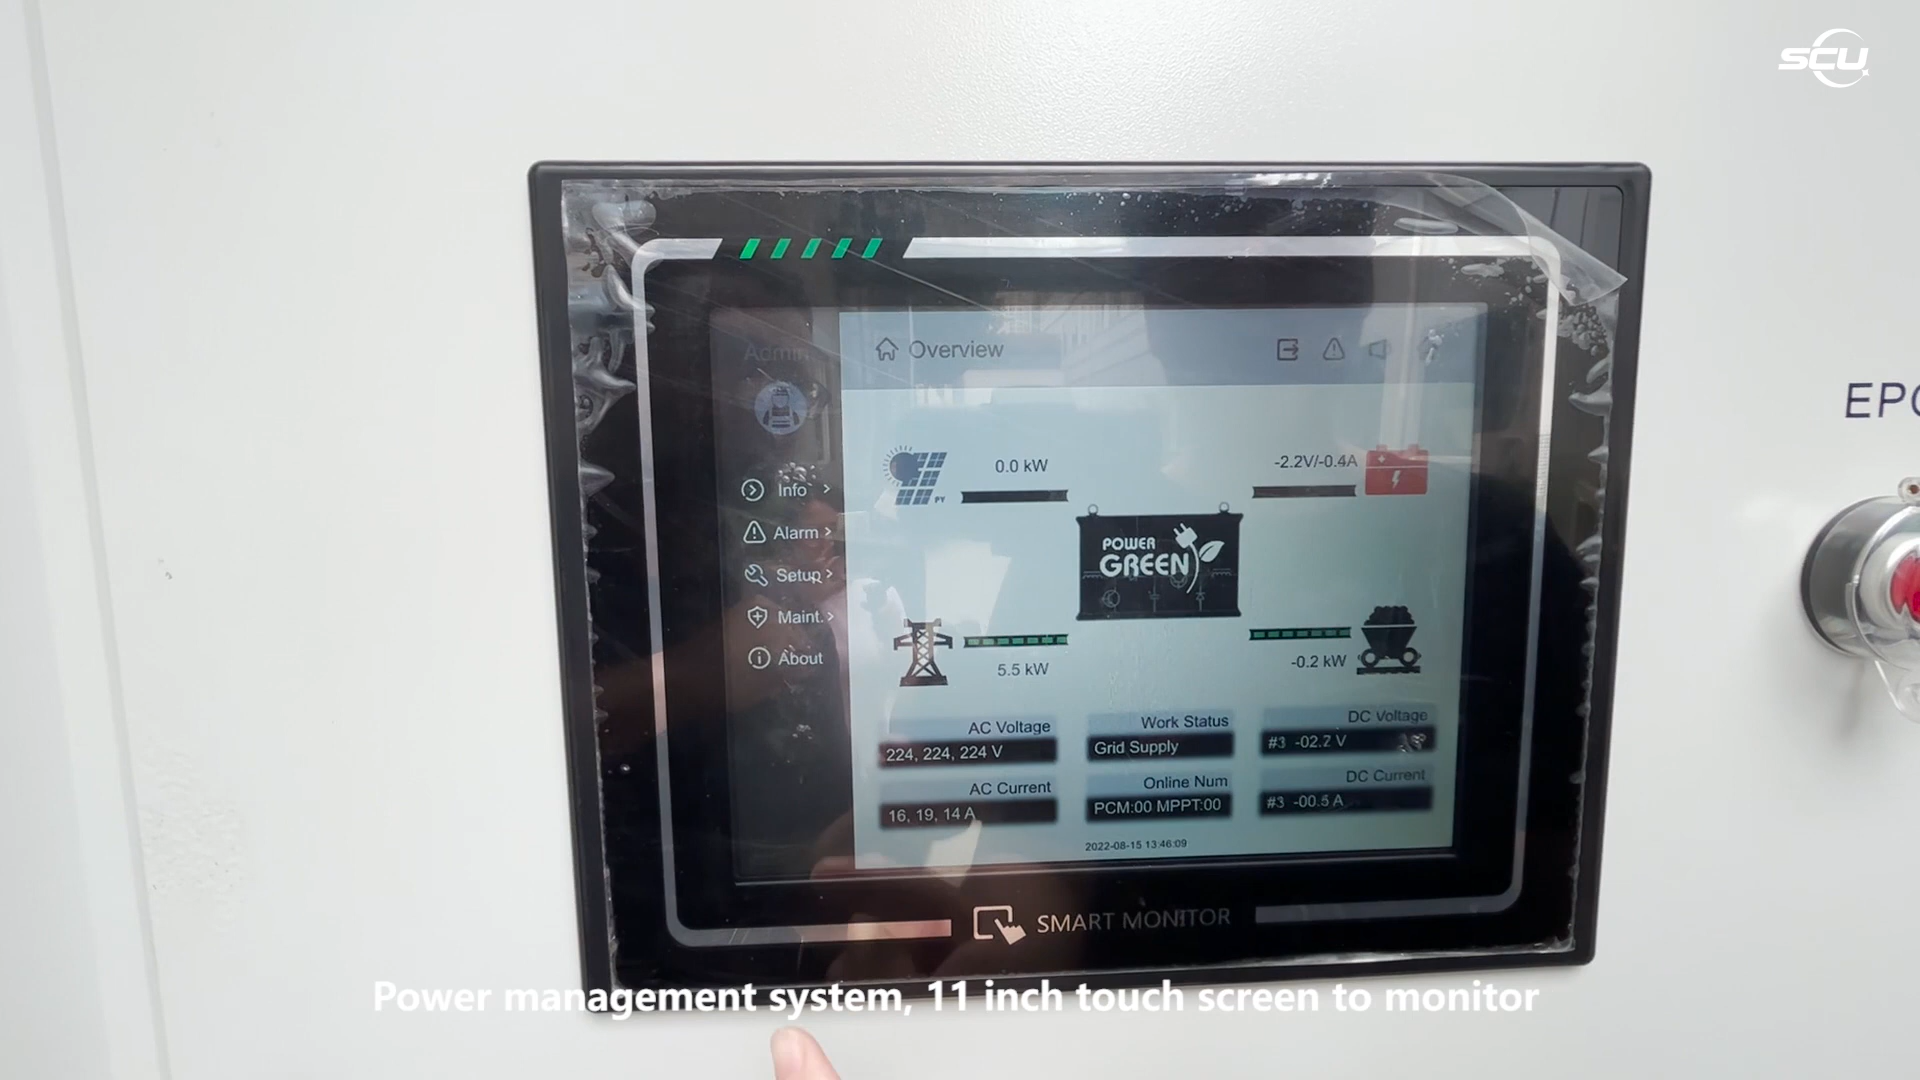 SCU
EPO
Admin
Overview
Info >
Alarm >
Setup >
Maint. >
About
0.0 kW
PV
-2.2V/-0.4A
POWER
GREEN
5.5 kW
-0.2 kW
AC Voltage
224, 224, 224 V
Work Status
Grid Supply
DC Voltage
#3 -02.2 V
AC Current
16, 19, 14 A
Online Num
PCM:00 MPPT:00
DC Current
#3 -00.5 A
2022-08-15 13:46:09
SMART MONITOR
Power management system, 11 inch touch screen to monitor